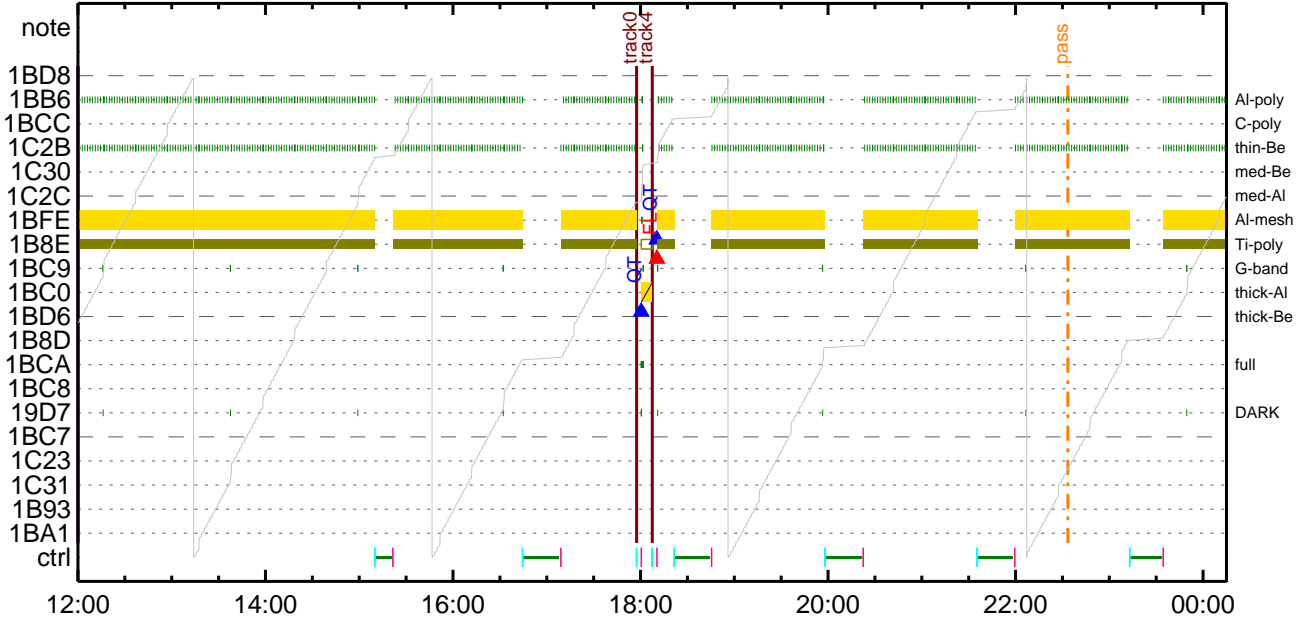 note
track0
track4
pass
1BD8
1BB6 Al-poly
1BCC C-poly
1C2B thin-Be
1C30 med-Be
1C2C med-Al
QT
1BFE Al-mesh
FL
1B8E Ti-poly
1BC9 G-band
QT
1BC0 thick-Al
1BD6 thick-Be
1B8D
1BCA full
1BC8
19D7 DARK
1BC7
1C23
1C31
1B93
1BA1
ctrl
12:00 14:00 16:00 18:00 20:00 22:00 00:00